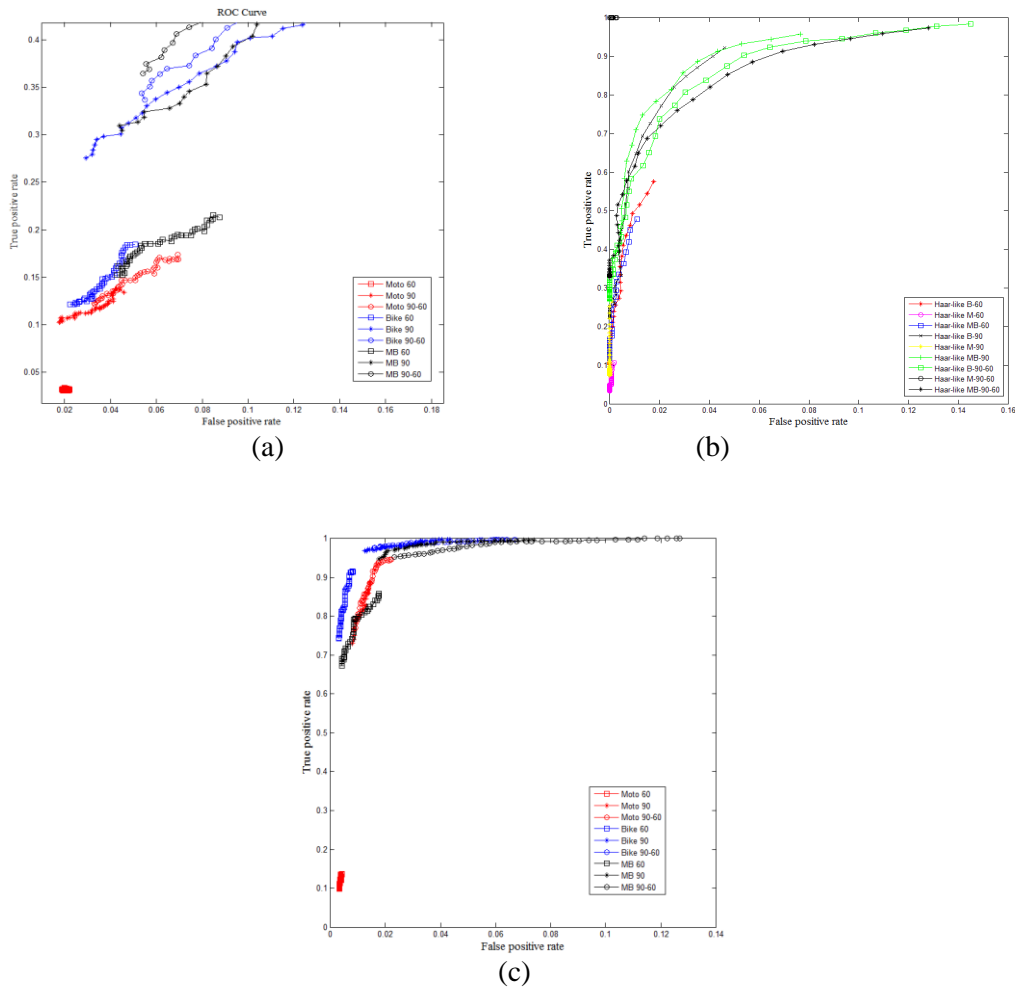 ROC Curve
True positive rate
0.4
0.35
0.3
0.25
0.2
0.15
0.1
0.05
0.02
0.04
0.06
0.08
0.1
0.12
0.14
0.16
0.18
False positive rate
Moto 60
Moto 90
Moto 90-60
Bike 60
Bike 90
Bike 90-60
MB 60
MB 90
MB 90-60
(a)
True positive rate
1
0.9
0.8
0.7
0.6
0.5
0.4
0.3
0.2
0.1
0
0
0.02
0.04
0.06
0.08
0.1
0.12
0.14
0.16
False positive rate
Haar-like B-60
Haar-like M-60
Haar-like MB-60
Haar-like B-90
Haar-like M-90
Haar-like MB-90
Haar-like B-90-60
Haar-like M-90-60
Haar-like MB-90-60
(b)
True positive rate
1
0.9
0.8
0.7
0.6
0.5
0.4
0.3
0.2
0.1
0
0
0.02
0.04
0.06
0.08
0.1
0.12
0.14
False positive rate
Moto 60
Moto 90
Moto 90-60
Bike 60
Bike 90
Bike 90-60
MB 60
MB 90
MB 90-60
(c)